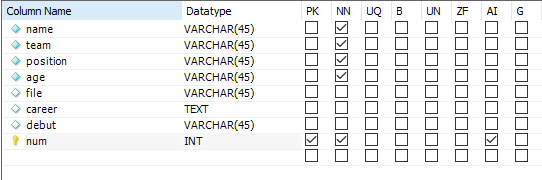 Column Name Datatype PK NN UQ B UN ZF AI G
name VARCHAR(45)
team VARCHAR(45)
position VARCHAR(45)
age VARCHAR(45)
file VARCHAR(45)
career TEXT
debut VARCHAR(45)
num INT